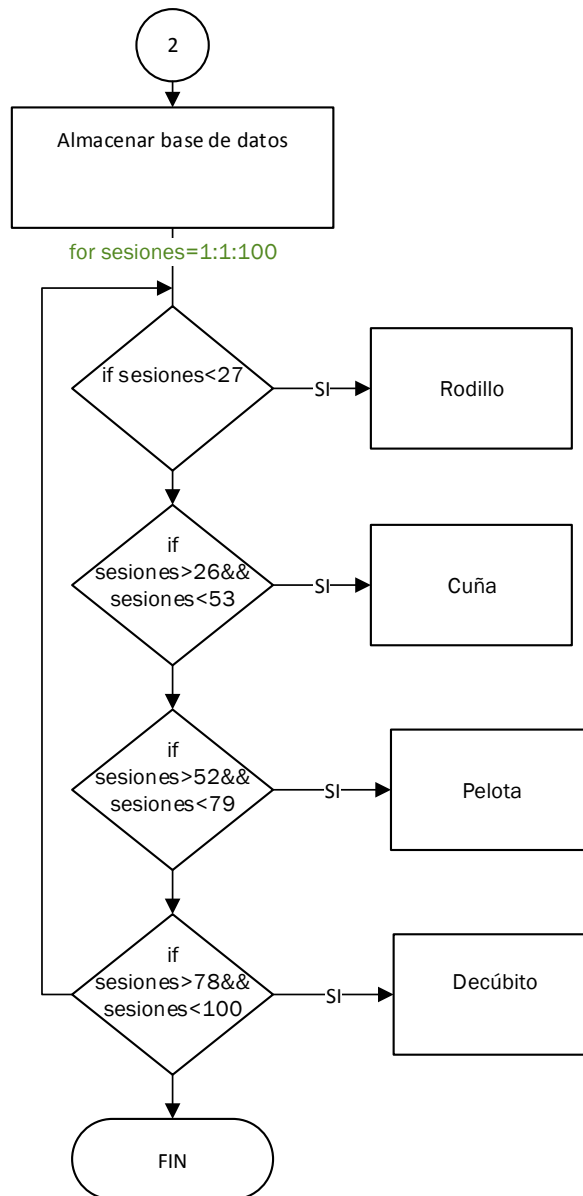 2
Almacenar base de datos
for sesiones=1:1:100
if sesiones<27
SI
Rodillo
if
sesiones>26&&
sesiones<53
SI
Cuña
if
sesiones>52&&
sesiones<79
SI
Pelota
if
sesiones>78&&
sesiones<100
SI
Decúbito
FIN